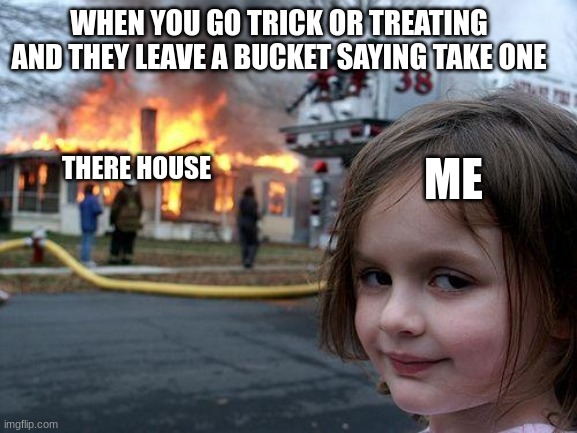 WHEN YOU GO TRICK OR TREATING
AND THEY LEAVE A BUCKET SAYING TAKE ONE
38
THERE HOUSE
ME
imgflip.com